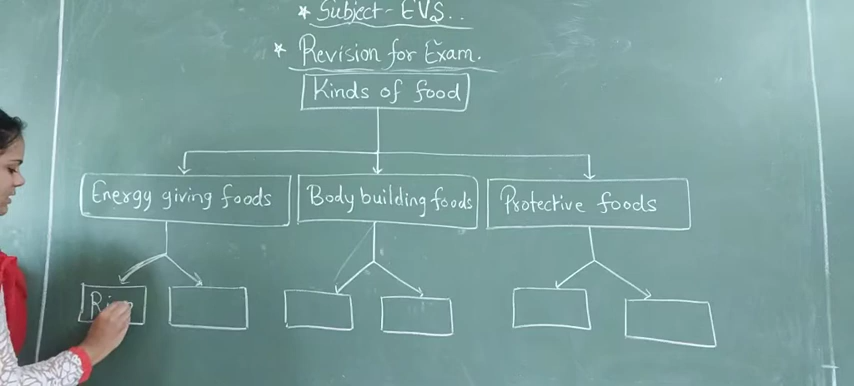 * Subject - EVS..
* Revision for Exam.
Kinds of food
Energy giving foods
Body building foods
Protective foods